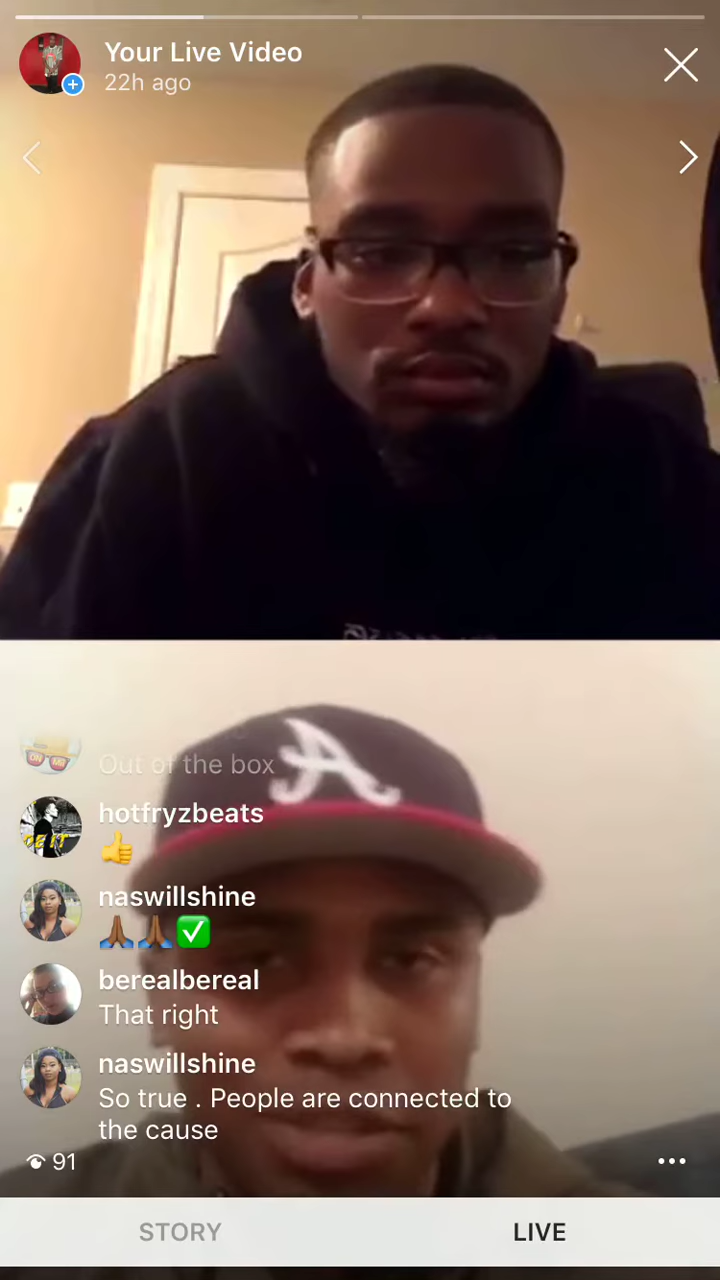 Your Live Video
22h ago
Out of the box
A
hotfryzbeats
👍
naswillshine
🙏🏾🙏🏾✅
berealbereal
That right
naswillshine
So true . People are connected to
the cause
91
STORY
LIVE